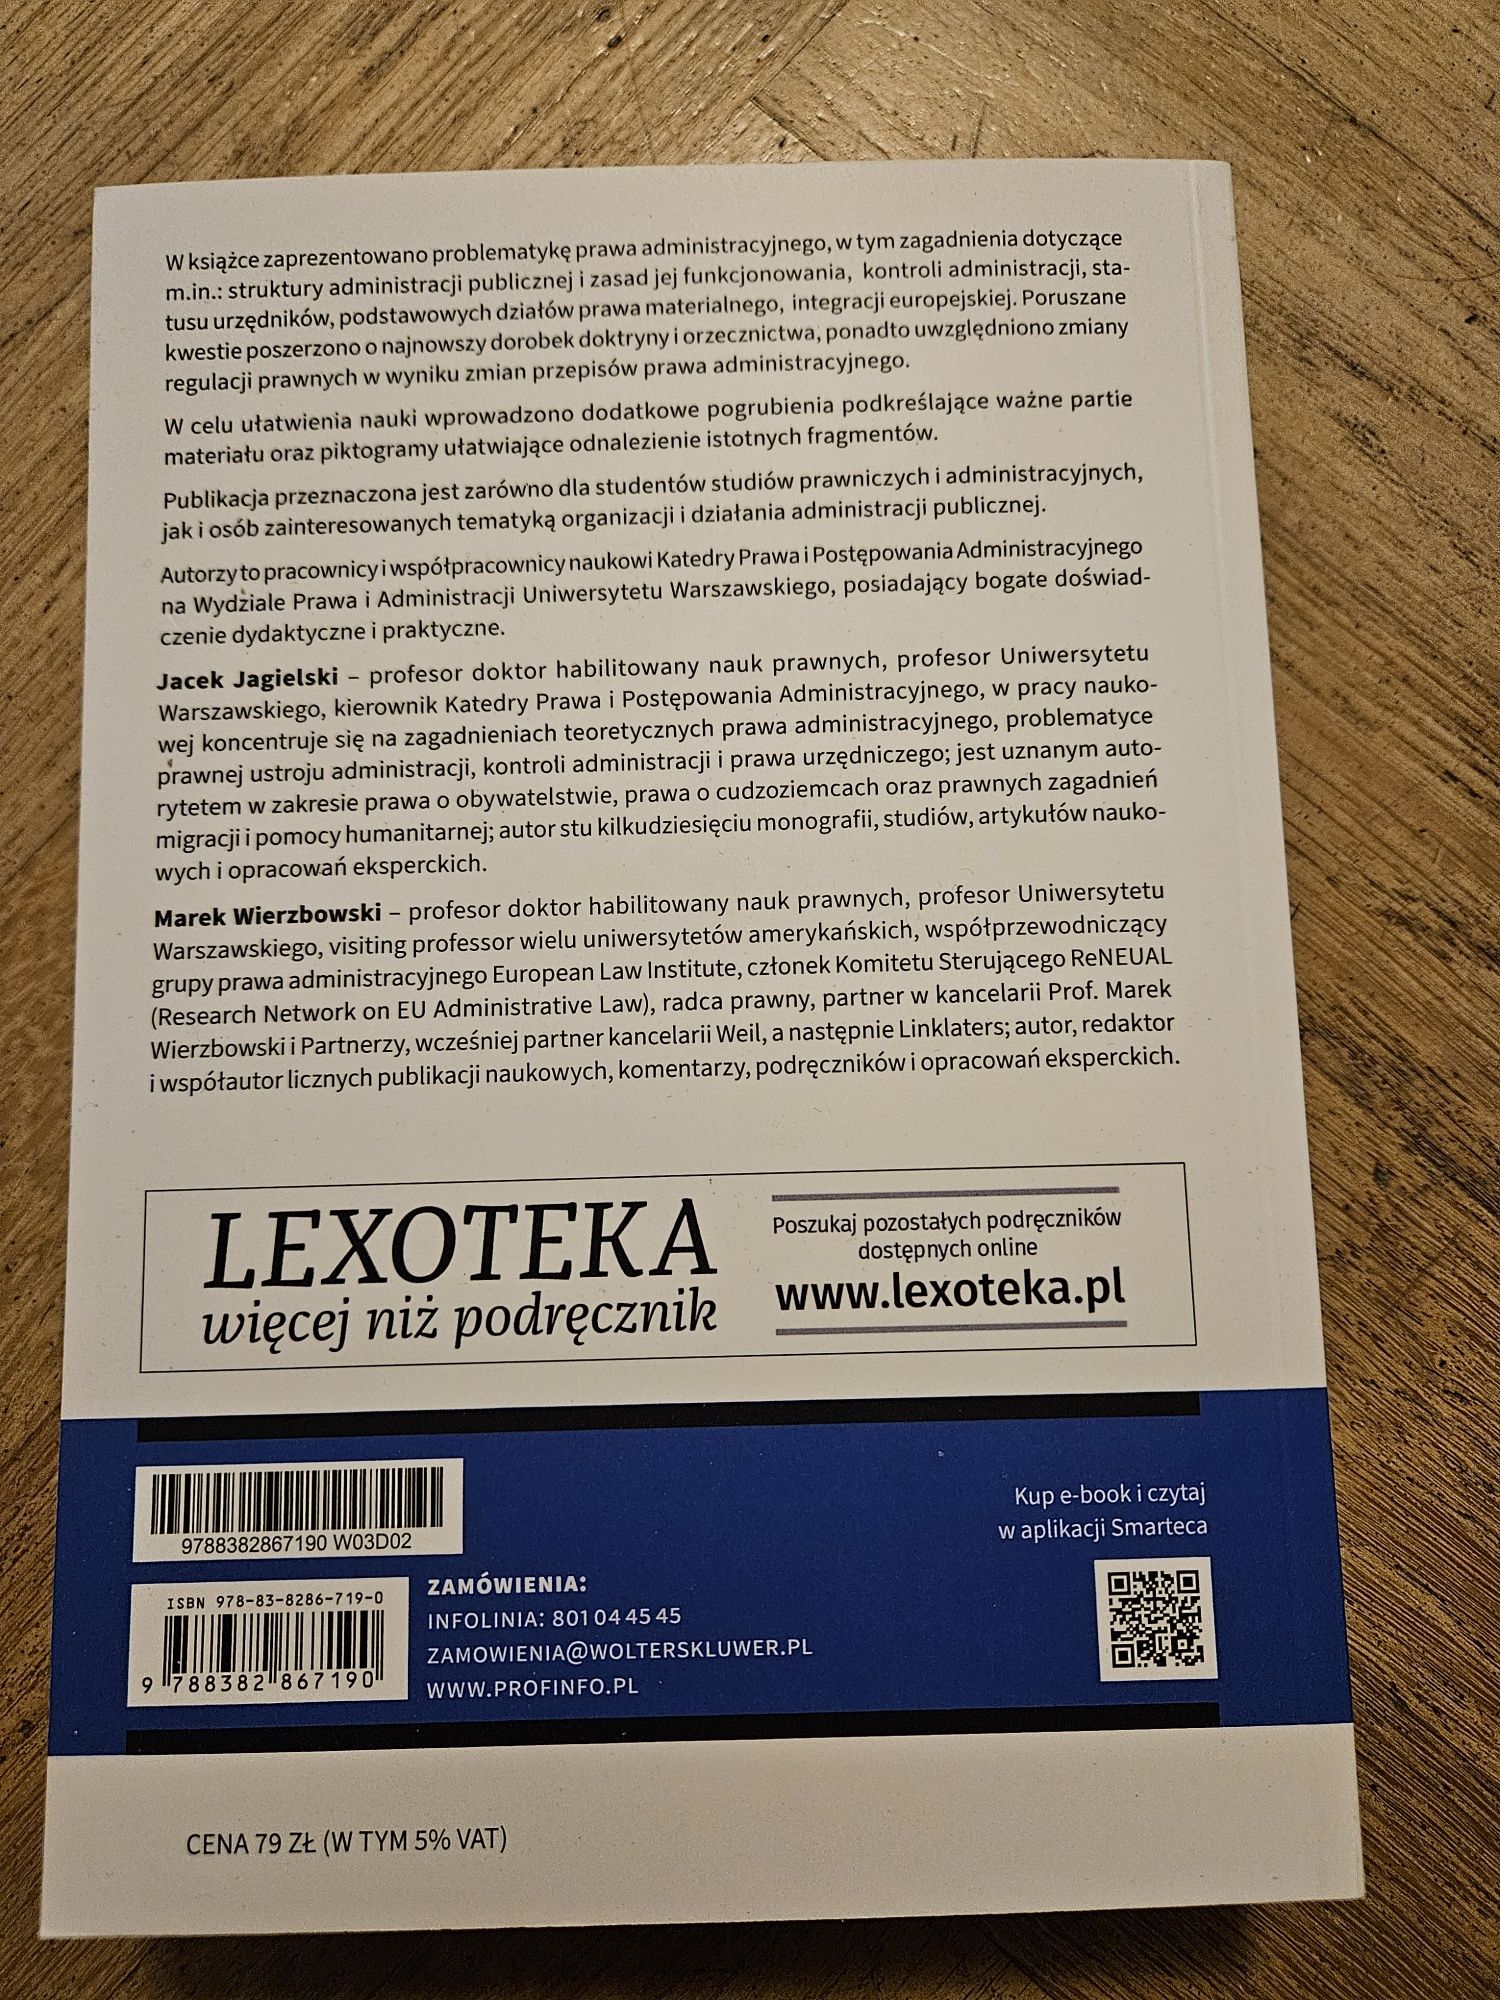 W książce zaprezentowano problematykę prawa administracyjnego, w tym zagadnienia dotyczące
m.in.: struktury administracji publicznej i zasad jej funkcjonowania, kontroli administracji, sta-
tusu urzędników, podstawowych działów prawa materialnego, integracji europejskiej. Poruszane
kwestie poszerzono o najnowszy dorobek doktryny i orzecznictwa, ponadto uwzględniono zmiany
regulacji prawnych w wyniku zmian przepisów prawa administracyjnego.
W celu ułatwienia nauki wprowadzono dodatkowe pogrubienia podkreślające ważne partie
materiału oraz piktogramy ułatwiające odnalezienie istotnych fragmentów.
Publikacja przeznaczona jest zarówno dla studentów studiów prawniczych i administracyjnych,
jak i osób zainteresowanych tematyką organizacji i działania administracji publicznej.
Autorzy to pracownicy i współpracownicy naukowi Katedry Prawa i Postępowania Administracyjnego
na Wydziale Prawa i Administracji Uniwersytetu Warszawskiego, posiadający bogate doświad-
czenie dydaktyczne i praktyczne.
Jacek Jagielski – profesor doktor habilitowany nauk prawnych, profesor Uniwersytetu
Warszawskiego, kierownik Katedry Prawa i Postępowania Administracyjnego, w pracy nauko-
wej koncentruje się na zagadnieniach teoretycznych prawa administracyjnego, problematyce
prawnej ustroju administracji, kontroli administracji i prawa urzędniczego; jest uznanym auto-
rytetem w zakresie prawa o obywatelstwie, prawa o cudzoziemcach oraz prawnych zagadnień
migracji i pomocy humanitarnej; autor stu kilkudziesięciu monografii, studiów, artykułów nauko-
wych i opracowań eksperckich.
Marek Wierzbowski – profesor doktor habilitowany nauk prawnych, profesor Uniwersytetu
Warszawskiego, visiting professor wielu uniwersytetów amerykańskich, współprzewodniczący
grupy prawa administracyjnego European Law Institute, członek Komitetu Sterującego ReNEUAL
(Research Network on EU Administrative Law), radca prawny, partner w kancelarii Prof. Marek
Wierzbowski i Partnerzy, wcześniej partner kancelarii Weil, a następnie Linklaters; autor, redaktor
i współautor licznych publikacji naukowych, komentarzy, podręczników i opracowań eksperckich.
LEXOTEKA
więcej niż podręcznik
Poszukaj pozostałych podręczników
dostępnych online
www.lexoteka.pl
9788382867190 W03D02
ISBN 978-83-8286-719-0
9 788382 867190
ZAMÓWIENIA:
INFOLINIA: 801 04 45 45
ZAMOWIENIA@WOLTERSKLUWER.PL
WWW.PROFINFO.PL
Kup e-book i czytaj
w aplikacji Smarteca
CENA 79 ZŁ (W TYM 5% VAT)